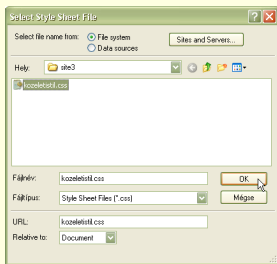 Select Style Sheet File
Select file name from: File system Sites and Servers...
Data sources
Hely: site3
kozeletistil.css
Fájlnév: kozeletistil.css OK
Fájltípus: Style Sheet Files (*.css) Mégse
URL: kozeletistil.css
Relative to: Document